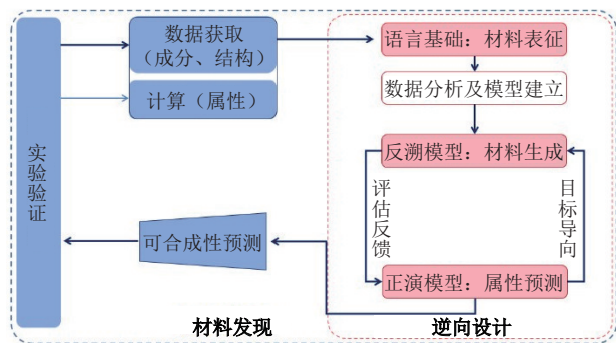 数据获取
(成分、结构)
计算(属性)
实验验证
可合成性预测
材料发现
语言基础：材料表征
数据分析及模型建立
反溯模型：材料生成
评估反馈
目标导向
正演模型：属性预测
逆向设计